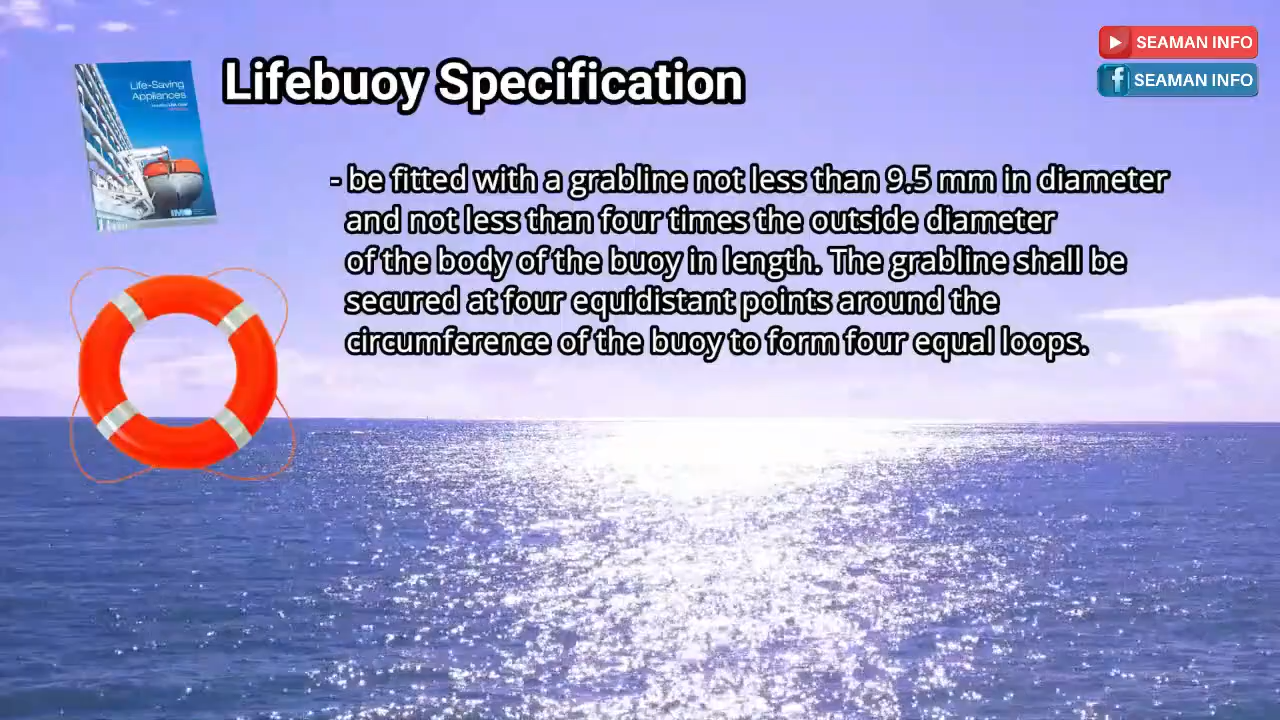 SEAMAN INFO
SEAMAN INFO
Life-Saving
Appliances
IMO
Lifebuoy Specification
- be fitted with a grabline not less than 9.5 mm in diameter
and not less than four times the outside diameter
of the body of the buoy in length. The grabline shall be
secured at four equidistant points around the
circumference of the buoy to form four equal loops.